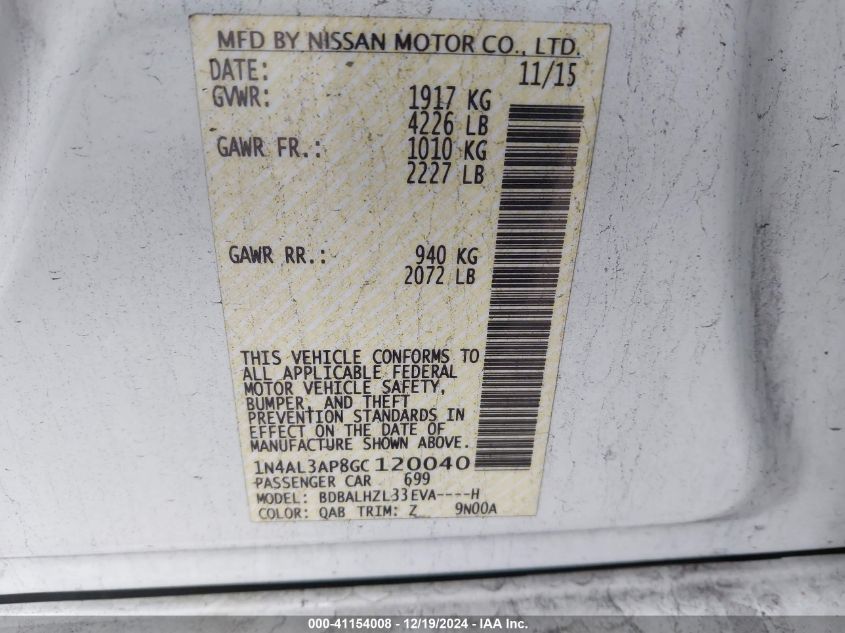 MFD BY NISSAN MOTOR CO., LTD.
DATE: 11/15
GVWR: 1917 KG
4226 LB
GAWR FR.: 1010 KG
2227 LB
GAWR RR.: 940 KG
2072 LB
THIS VEHICLE CONFORMS TO
ALL APPLICABLE FEDERAL
MOTOR VEHICLE SAFETY,
BUMPER, AND THEFT
PREVENTION STANDARDS IN
EFFECT ON THE DATE OF
MANUFACTURE SHOWN ABOVE.
1N4AL3AP8GC120040
PASSENGER CAR 699
MODEL: BDBALHZL33EVA----H
COLOR: QAB TRIM: Z 9N00A
000-41154008 - 12/19/2024 - IAA Inc.